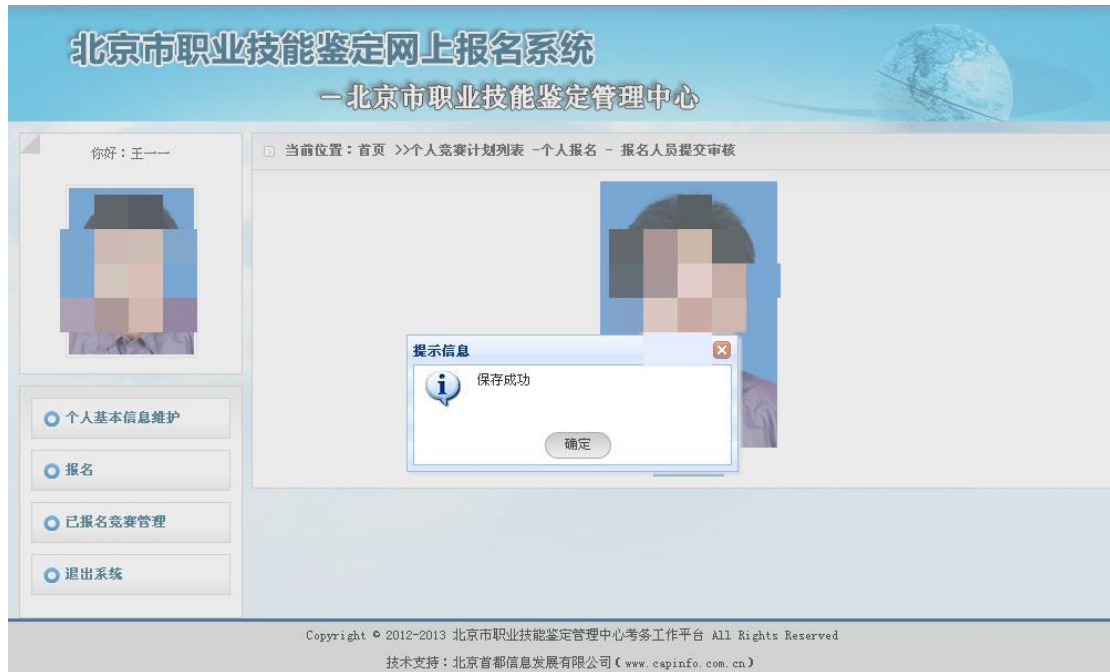 北京市职业技能鉴定网上报名系统
—北京市职业技能鉴定管理中心
你好：王一一
当前位置：首页 >>个人竞赛计划列表 -个人报名 - 报名人员提交审核
提示信息
保存成功
确定
个人基本信息维护
报名
已报名竞赛管理
退出系统
Copyright © 2012-2013 北京市职业技能鉴定管理中心考务工作平台 All Rights Reserved
技术支持：北京首都信息发展有限公司(www.capinfo.com.cn)